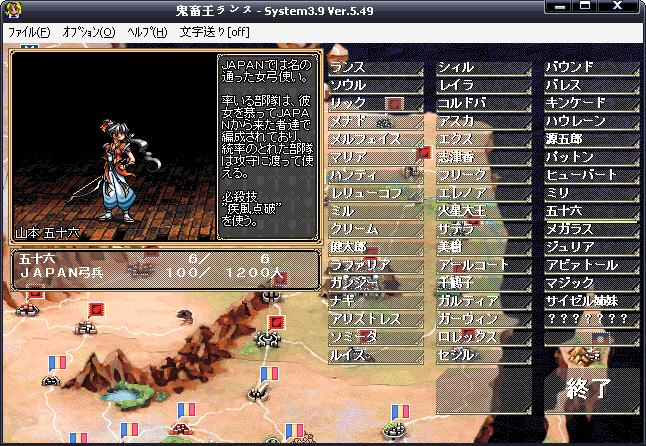 鬼畜王ランス - System3.9 Ver.5.49
ファイル(F) オプション(O) ヘルプ(H) 文字送り[off]
JAPANでは名の
通った女弓使い。
率いる部隊は、彼
女を慕ってJAPA
Nから来た者達で
編成されており、
統率のとれた部隊
は攻守に渡って使
える。
必殺技
"疾風点破"
を使う。
山本 五十六
五十六 6/ 6
JAPAN弓兵 100/ 1200人
ランス シィル バウンド
ソウル レイラ バレス
リック コルドバ キンケード
メナド アスカ ハウレーン
メルフェイス エクス 源五郎
マリア 志津香 パットン
ハンティ フリーク ヒューバート
レリューコフ エレノア ミリ
ミル 火星大王 五十六
クリーム サテラ メガラス
健太郎 美樹 ジュリア
ラファリア アールコート アビァトール
ガンジー 千鶴子 マジック
ナギ ガルティア サイゼル姉妹
アリストレス ガーウィン ???????
ソミータ ロレックス
ルイス セシル
終了